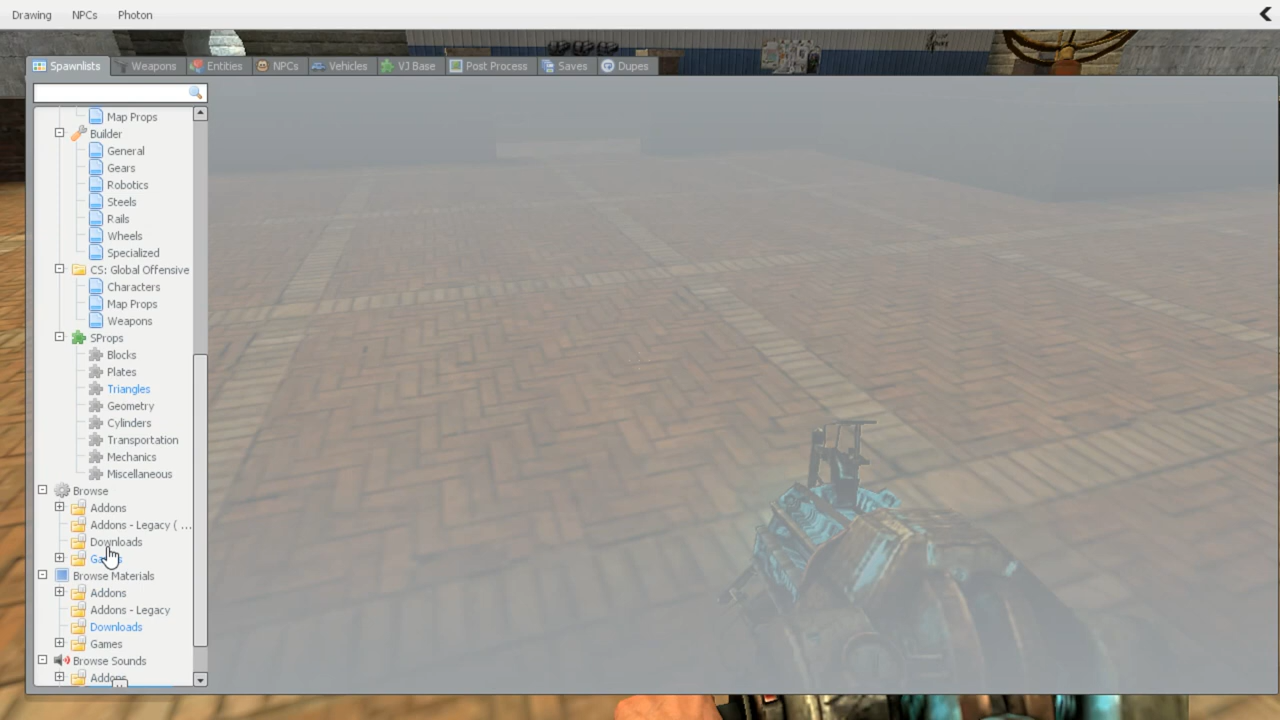 Drawing NPCs Photon
Spawnlists Weapons Entities NPCs Vehicles VJ Base Post Process Saves Dupes
Map Props
Builder
General
Gears
Robotics
Steels
Rails
Wheels
Specialized
CS: Global Offensive
Characters
Map Props
Weapons
SProps
Blocks
Plates
Triangles
Geometry
Cylinders
Transportation
Mechanics
Miscellaneous
Browse
Addons
Addons - Legacy ( ...
Downloads
Browse Materials
Addons
Addons - Legacy
Downloads
Games
Browse Sounds
Addons